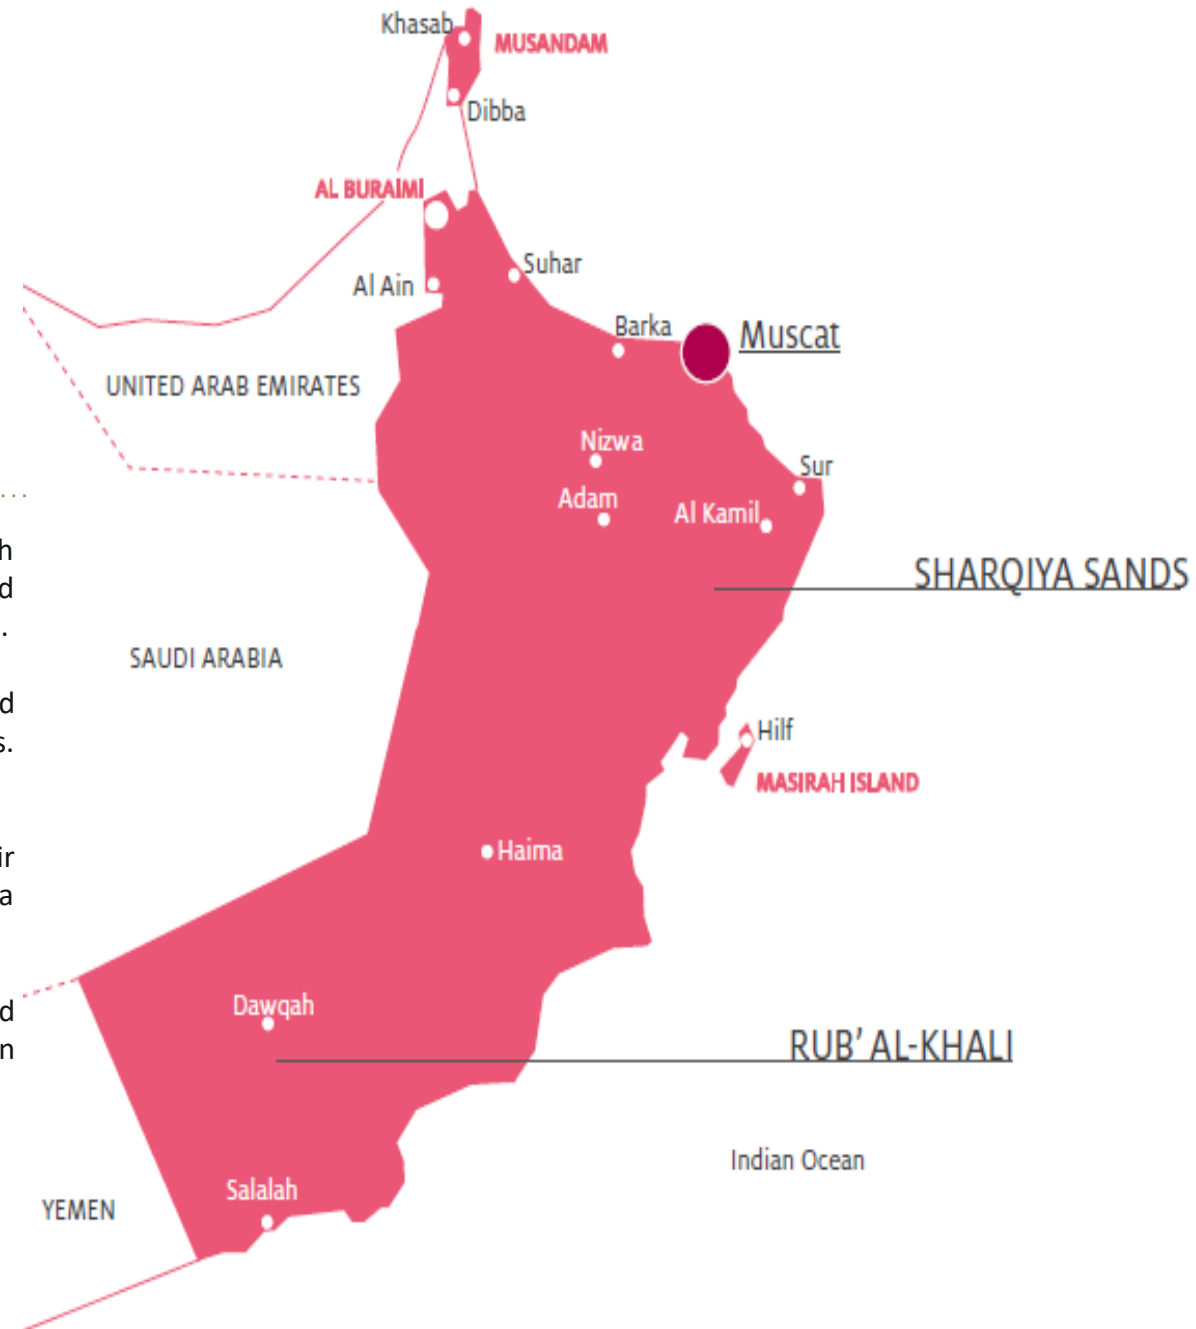 Khasab
MUSANDAM
Dibba
AL BURAIMI
Suhar
Al Ain
Barka
Muscat
UNITED ARAB EMIRATES
Nizwa
Sur
Adam
Al Kamil
...
h
d
.
SHARQIYA SANDS
SAUDI ARABIA
d
s.
Hilf
MASIRAH ISLAND
Haima
ir
a
Dawqah
d
n
RUB' AL-KHALI
Indian Ocean
Salalah
YEMEN